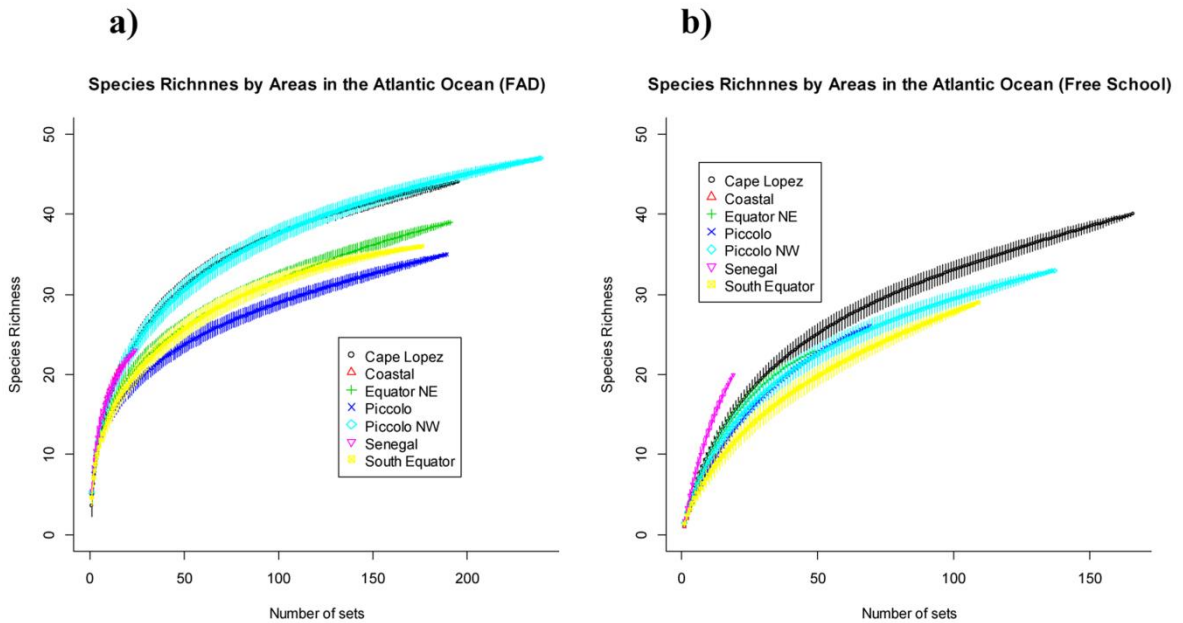 a)
Species Richnnes by Areas in the Atlantic Ocean (FAD)
Species Richness
50
40
30
20
10
0
Cape Lopez
Coastal
Equator NE
Piccolo
Piccolo NW
Senegal
South Equator
0 50 100 150 200
Number of sets
b)
Species Richnnes by Areas in the Atlantic Ocean (Free School)
Species Richness
50
40
30
20
10
0
Cape Lopez
Coastal
Equator NE
Piccolo
Piccolo NW
Senegal
South Equator
0 50 100 150
Number of sets